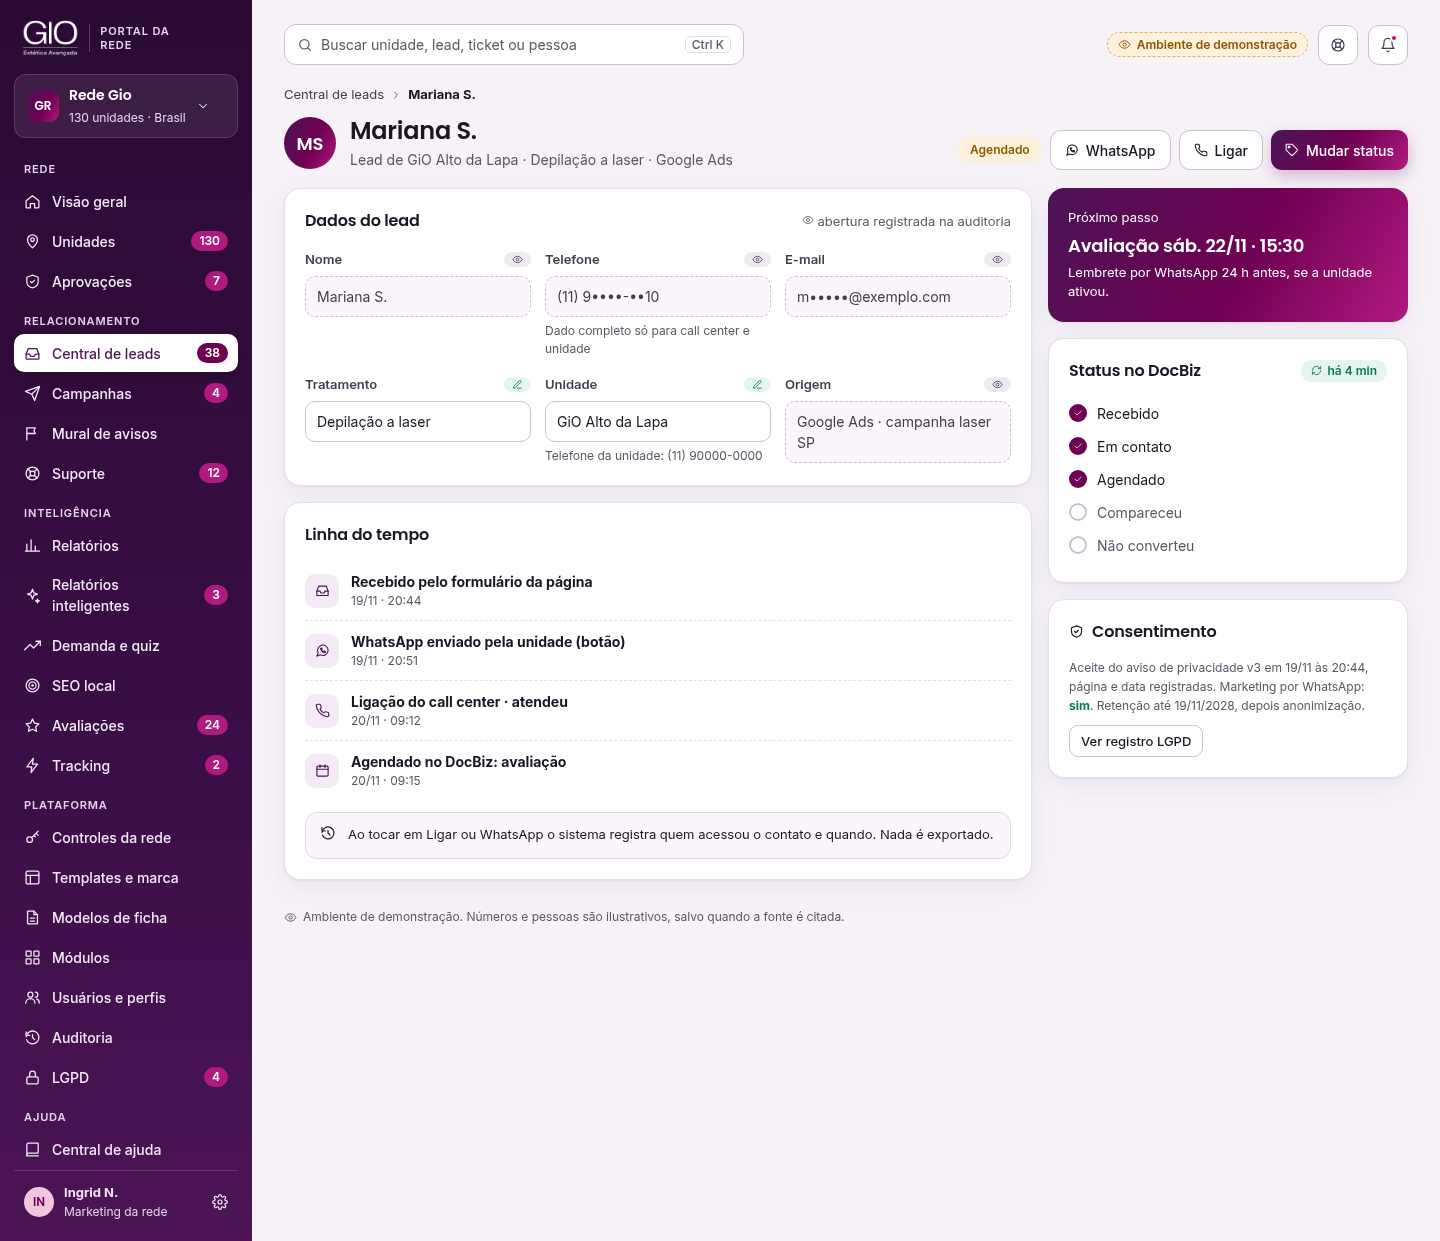 GIO
Estética Avançada
PORTAL DA
REDE
GR
Rede Gio
130 unidades · Brasil
REDE
Visão geral
Unidades 130
Aprovações 7
RELACIONAMENTO
Central de leads 38
Campanhas 4
Mural de avisos
Suporte 12
INTELIGÊNCIA
Relatórios
Relatórios
inteligentes 3
Demanda e quiz
SEO local
Avaliações 24
Tracking 2
PLATAFORMA
Controles da rede
Templates e marca
Modelos de ficha
Módulos
Usuários e perfis
Auditoria
LGPD 4
AJUDA
Central de ajuda
IN
Ingrid N.
Marketing da rede
Buscar unidade, lead, ticket ou pessoa Ctrl K
Ambiente de demonstração
Central de leads > Mariana S.
MS
Mariana S.
Lead de GiO Alto da Lapa · Depilação a laser · Google Ads
Agendado
WhatsApp
Ligar
Mudar status
Dados do lead
abertura registrada na auditoria
Nome
Mariana S.
Telefone
(11) 9••••-••10
Dado completo só para call center e
unidade
E-mail
m•••••@exemplo.com
Tratamento
Depilação a laser
Unidade
GiO Alto da Lapa
Telefone da unidade: (11) 90000-0000
Origem
Google Ads · campanha laser
SP
Linha do tempo
Recebido pelo formulário da página
19/11 · 20:44
WhatsApp enviado pela unidade (botão)
19/11 · 20:51
Ligação do call center · atendeu
20/11 · 09:12
Agendado no DocBiz: avaliação
20/11 · 09:15
Ao tocar em Ligar ou WhatsApp o sistema registra quem acessou o contato e quando. Nada é exportado.
Próximo passo
Avaliação sáb. 22/11 · 15:30
Lembrete por WhatsApp 24 h antes, se a unidade
ativou.
Status no DocBiz
há 4 min
Recebido
Em contato
Agendado
Compareceu
Não converteu
Consentimento
Aceite do aviso de privacidade v3 em 19/11 às 20:44,
página e data registradas. Marketing por WhatsApp:
sim. Retenção até 19/11/2028, depois anonimização.
Ver registro LGPD
Ambiente de demonstração. Números e pessoas são ilustrativos, salvo quando a fonte é citada.